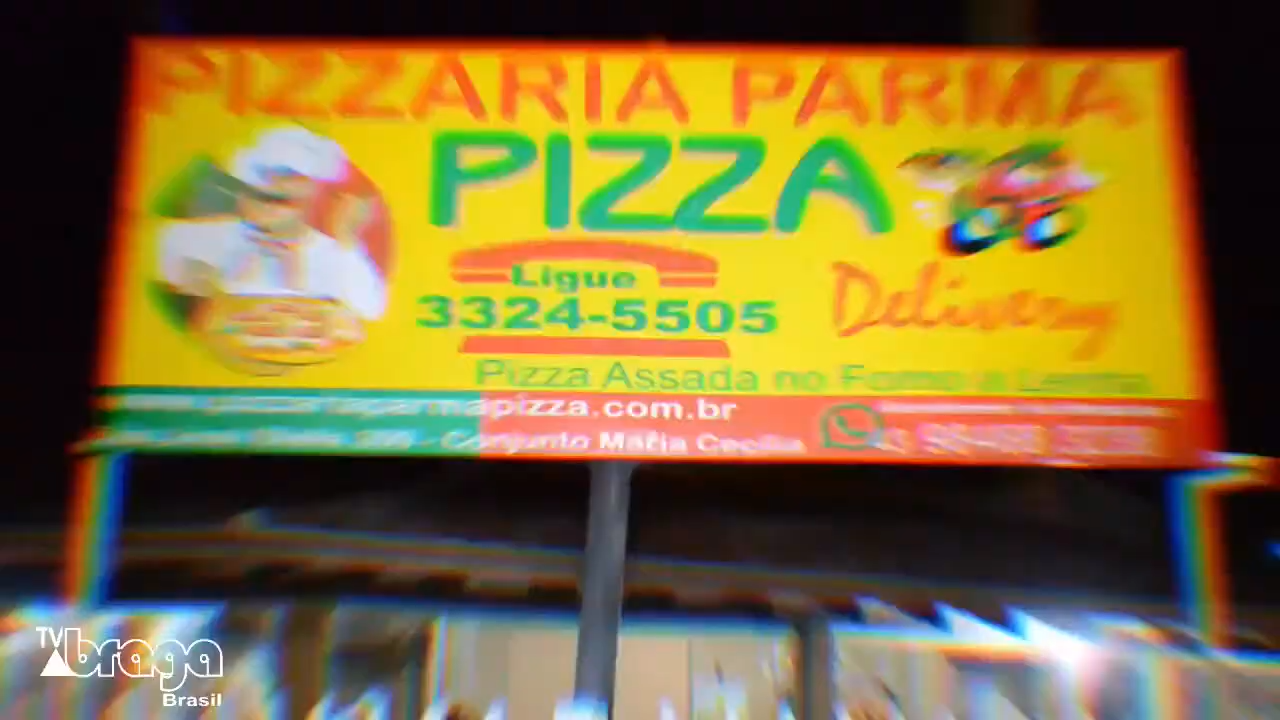 PIZZARIA PARMA
PIZZA
Ligue
3324-5505
Delivery
Pizza Assada no Forno a Lenha
www.pizzariaparmapizza.com.br
Conjunto Maria Cecília
TV braga
Brasil